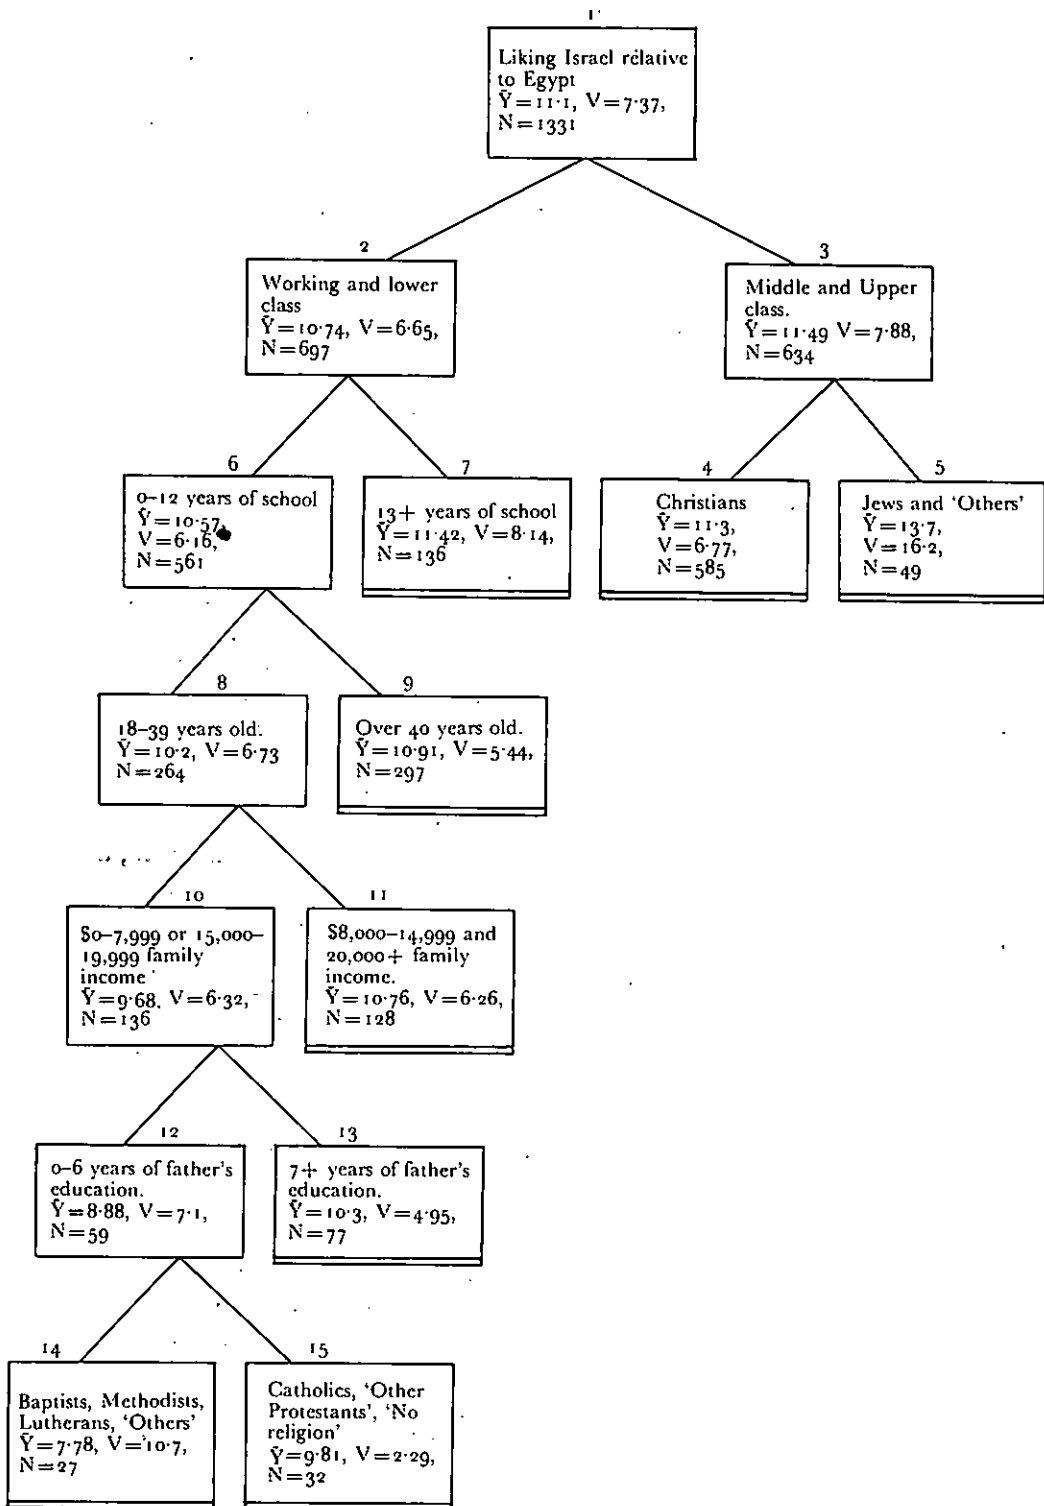 1
Liking Israel relative
to Egypt
Ȳ=11·1, V=7·37,
N=1331
2
Working and lower
class
Ȳ=10·74, V=6·65,
N=697
3
Middle and Upper
class.
Ȳ=11·49 V=7·88,
N=634
6
0–12 years of school
Ȳ=10·57,
V=6·16,
N=561
7
13+ years of school
Ȳ=11·42, V=8·14,
N=136
4
Christians
Ȳ=11·3,
V=6·77,
N=585
5
Jews and ‘Others’
Ȳ=13·7,
V=16·2,
N=49
8
18–39 years old.
Ȳ=10·2, V=6·73
N=264
9
Over 40 years old.
Ȳ=10·91, V=5·44,
N=297
10
$0–7,999 or 15,000–
19,999 family
income
Ȳ=9·68, V=6·32,
N=136
11
$8,000–14,999 and
20,000+ family
income.
Ȳ=10·76, V=6·26,
N=128
12
0–6 years of father's
education.
Ȳ=8·88, V=7·1,
N=59
13
7+ years of father's
education.
Ȳ=10·3, V=4·95,
N=77
14
Baptists, Methodists,
Lutherans, ‘Others’
Ȳ=7·78, V=10·7,
N=27
15
Catholics, ‘Other
Protestants’, ‘No
religion’
Ȳ=9·81, V=2·29,
N=32